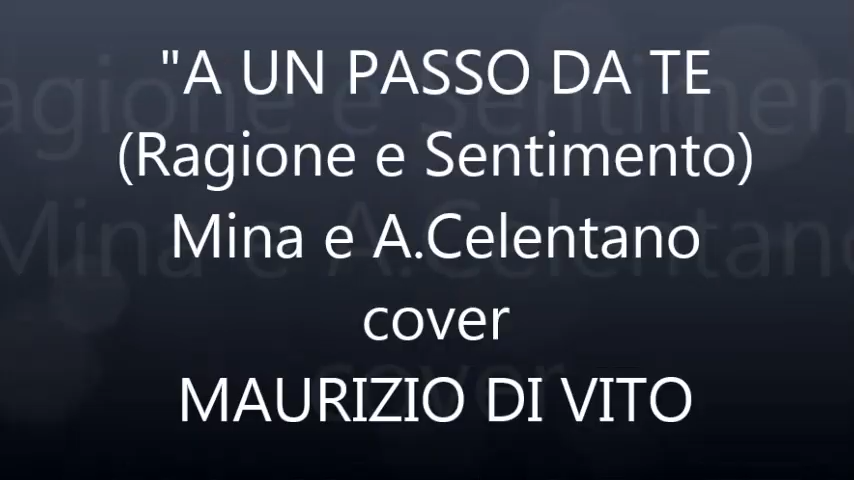 "A UN PASSO DA TE
(Ragione e Sentimento)
Mina e A.Celentano
cover
MAURIZIO DI VITO